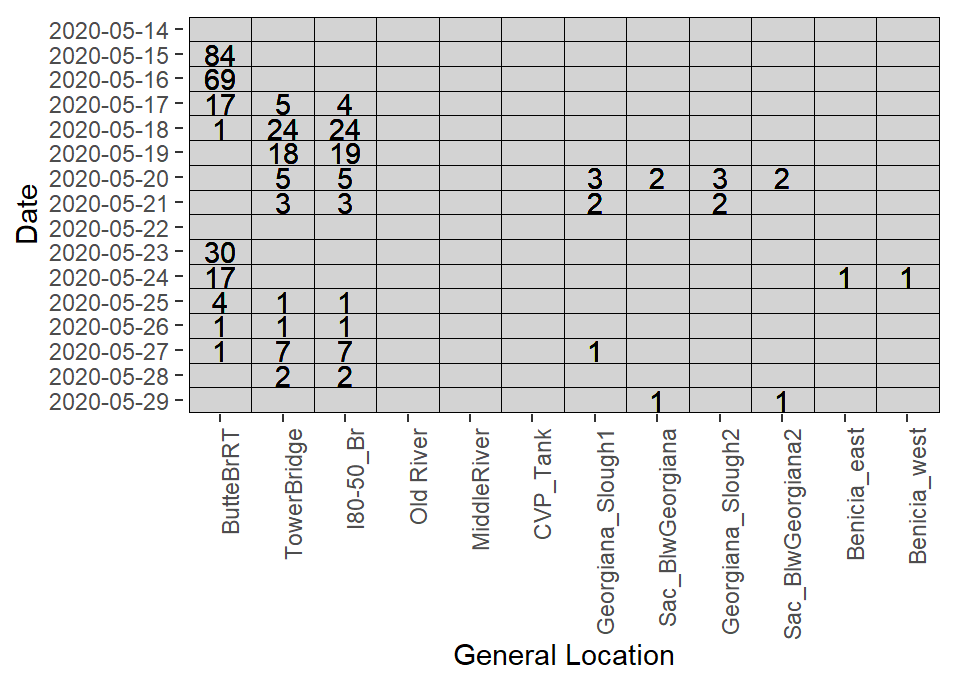 2020-05-14
2020-05-15 84
2020-05-16 69
2020-05-17 17 5 4
2020-05-18 1 24 24
2020-05-19 18 19
2020-05-20 5 5 3 2 3 2
2020-05-21 3 3 2 2
2020-05-22
2020-05-23 30
2020-05-24 17 1 1
2020-05-25 4 1 1
2020-05-26 1 1 1
2020-05-27 1 7 7 1
2020-05-28 2 2
2020-05-29 1 1
Date
ButteBrRT
TowerBridge
I80-50_Br
Old River
MiddleRiver
CVP_Tank
Georgiana_Slough1
Sac_BlwGeorgiana
Georgiana_Slough2
Sac_BlwGeorgiana2
Benicia_east
Benicia_west
General Location